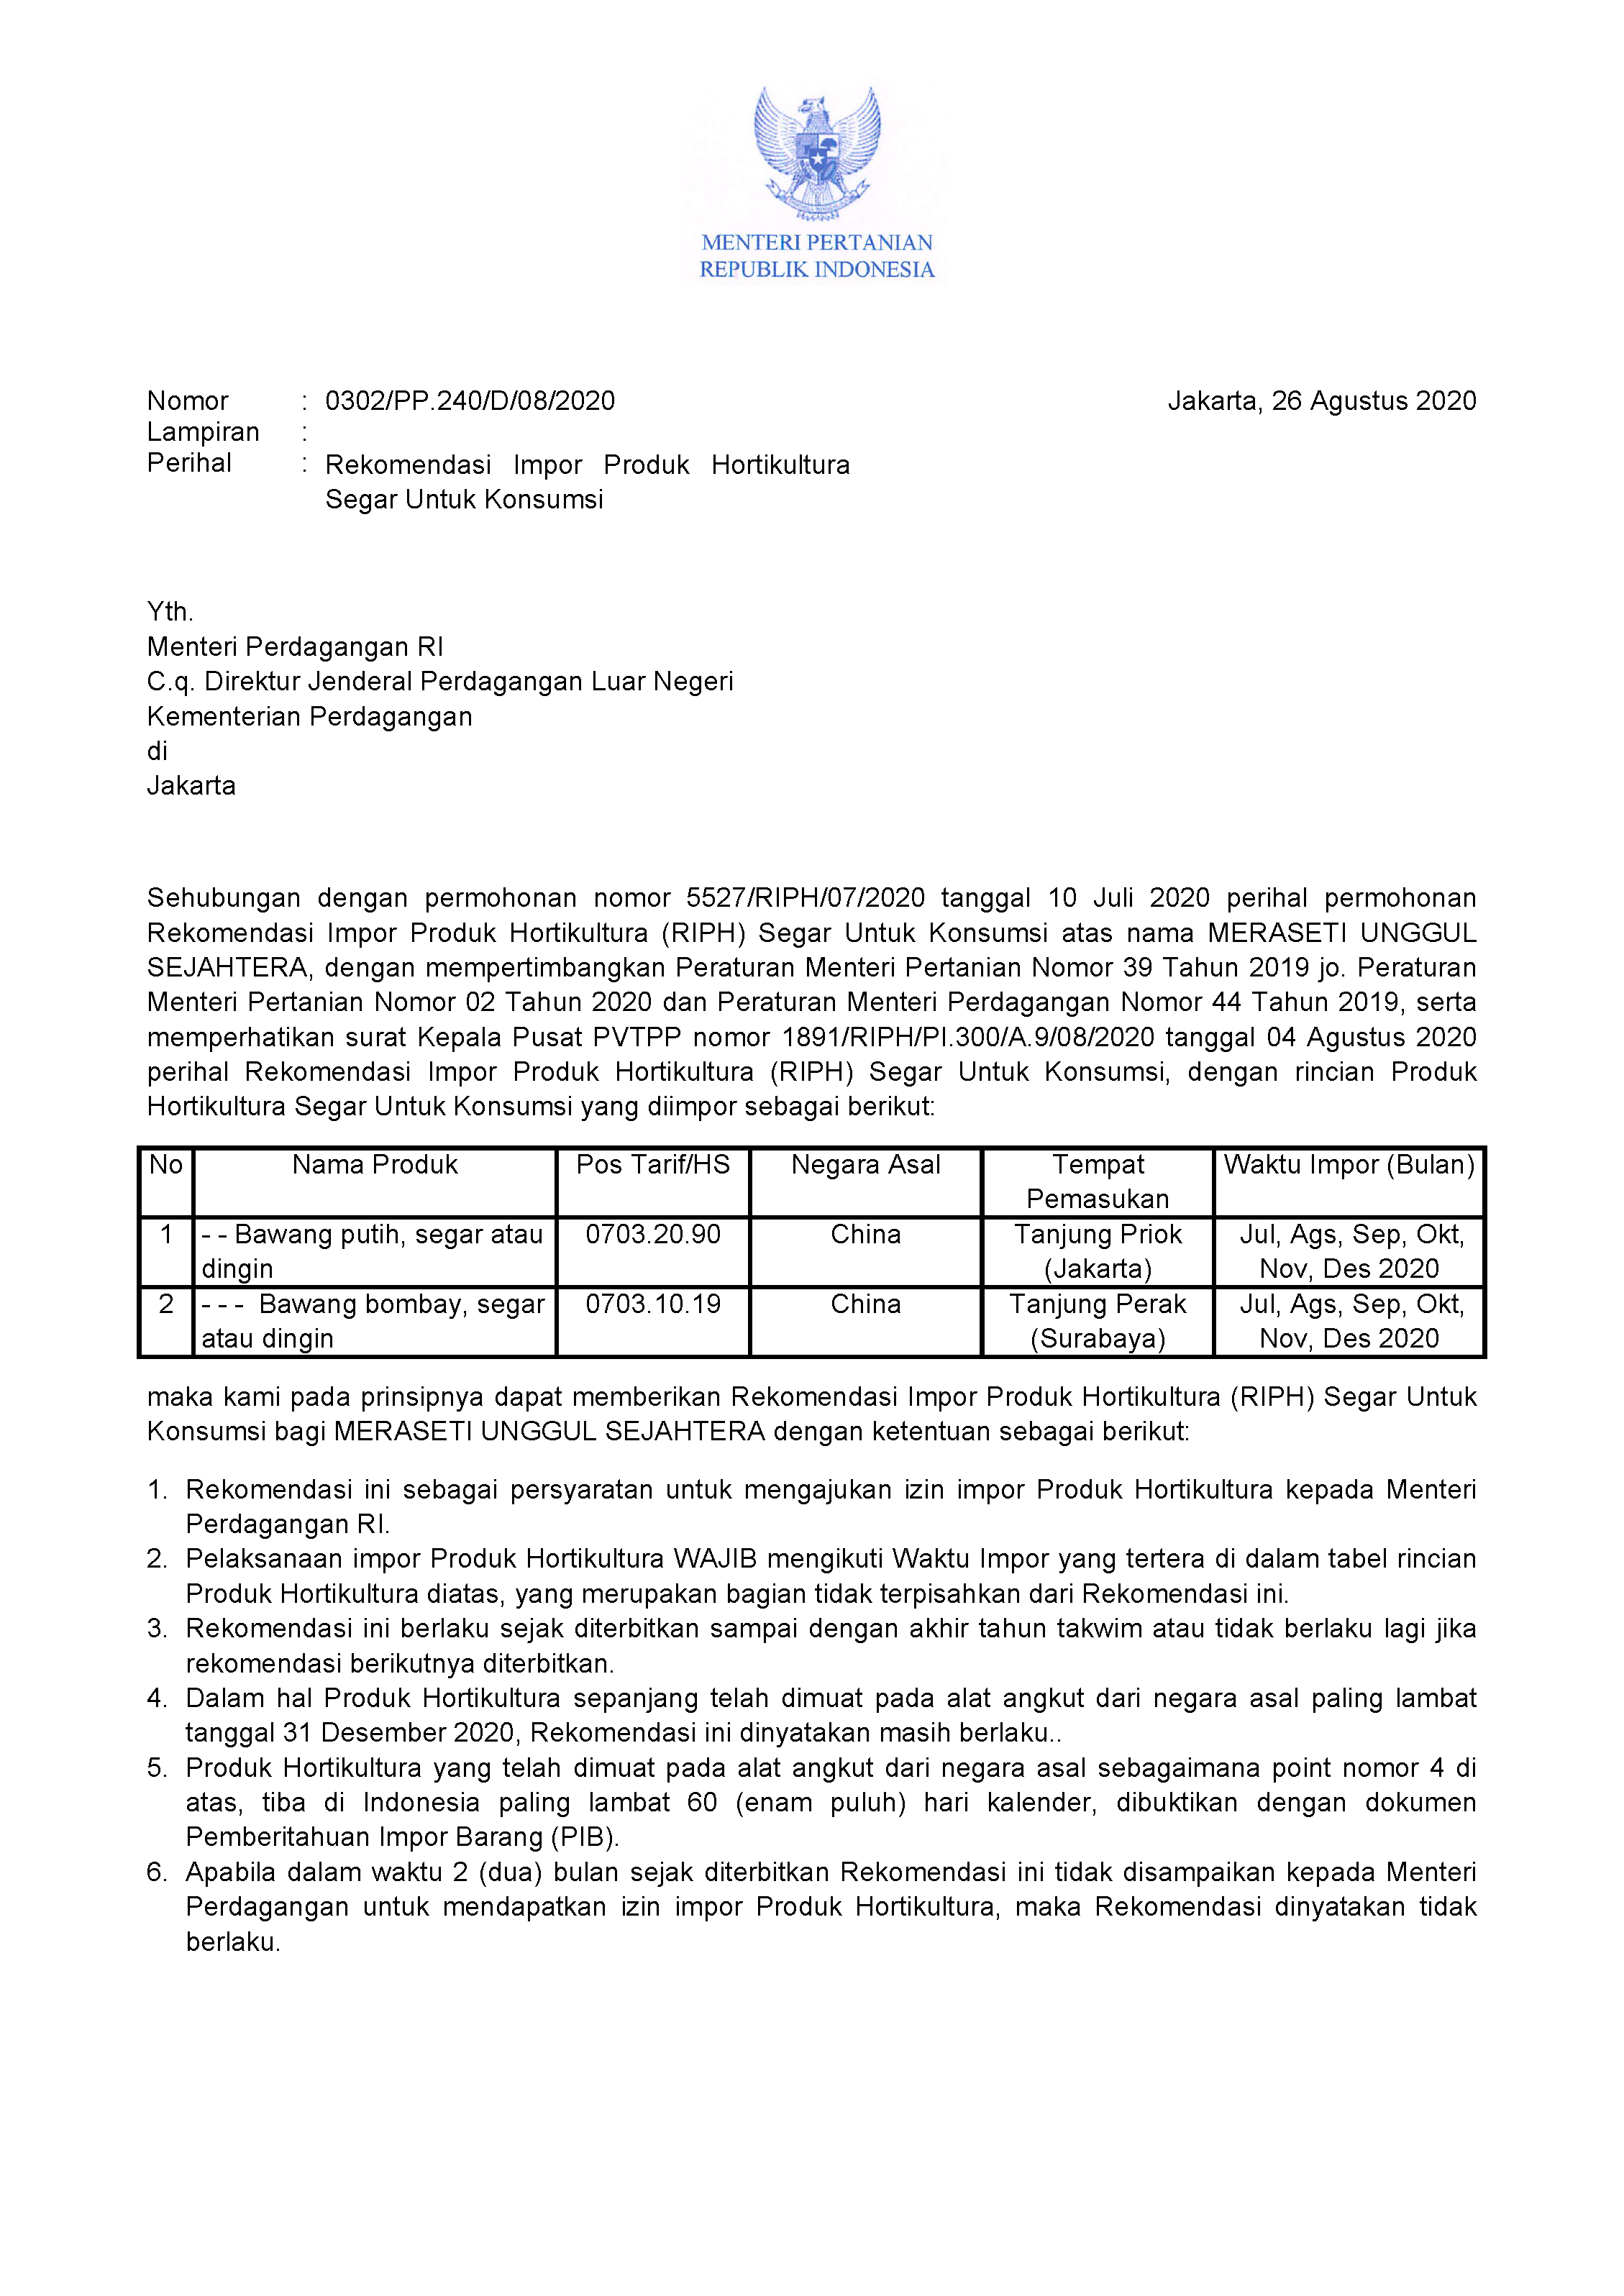 MENTERI PERTANIAN
REPUBLIK INDONESIA
Nomor : 0302/PP.240/D/08/2020 Jakarta, 26 Agustus 2020
Lampiran :
Perihal : Rekomendasi Impor Produk Hortikultura
Segar Untuk Konsumsi
Yth.
Menteri Perdagangan RI
C.q. Direktur Jenderal Perdagangan Luar Negeri
Kementerian Perdagangan
di
Jakarta
Sehubungan dengan permohonan nomor 5527/RIPH/07/2020 tanggal 10 Juli 2020 perihal permohonan
Rekomendasi Impor Produk Hortikultura (RIPH) Segar Untuk Konsumsi atas nama MERASETI UNGGUL
SEJAHTERA, dengan mempertimbangkan Peraturan Menteri Pertanian Nomor 39 Tahun 2019 jo. Peraturan
Menteri Pertanian Nomor 02 Tahun 2020 dan Peraturan Menteri Perdagangan Nomor 44 Tahun 2019, serta
memperhatikan surat Kepala Pusat PVTPP nomor 1891/RIPH/PI.300/A.9/08/2020 tanggal 04 Agustus 2020
perihal Rekomendasi Impor Produk Hortikultura (RIPH) Segar Untuk Konsumsi, dengan rincian Produk
Hortikultura Segar Untuk Konsumsi yang diimpor sebagai berikut:
No Nama Produk Pos Tarif/HS Negara Asal Tempat Waktu Impor (Bulan)
Pemasukan
1 - - Bawang putih, segar atau 0703.20.90 China Tanjung Priok Jul, Ags, Sep, Okt,
dingin (Jakarta) Nov, Des 2020
2 - - - Bawang bombay, segar 0703.10.19 China Tanjung Perak Jul, Ags, Sep, Okt,
atau dingin (Surabaya) Nov, Des 2020
maka kami pada prinsipnya dapat memberikan Rekomendasi Impor Produk Hortikultura (RIPH) Segar Untuk
Konsumsi bagi MERASETI UNGGUL SEJAHTERA dengan ketentuan sebagai berikut:
1. Rekomendasi ini sebagai persyaratan untuk mengajukan izin impor Produk Hortikultura kepada Menteri
Perdagangan RI.
2. Pelaksanaan impor Produk Hortikultura WAJIB mengikuti Waktu Impor yang tertera di dalam tabel rincian
Produk Hortikultura diatas, yang merupakan bagian tidak terpisahkan dari Rekomendasi ini.
3. Rekomendasi ini berlaku sejak diterbitkan sampai dengan akhir tahun takwim atau tidak berlaku lagi jika
rekomendasi berikutnya diterbitkan.
4. Dalam hal Produk Hortikultura sepanjang telah dimuat pada alat angkut dari negara asal paling lambat
tanggal 31 Desember 2020, Rekomendasi ini dinyatakan masih berlaku..
5. Produk Hortikultura yang telah dimuat pada alat angkut dari negara asal sebagaimana point nomor 4 di
atas, tiba di Indonesia paling lambat 60 (enam puluh) hari kalender, dibuktikan dengan dokumen
Pemberitahuan Impor Barang (PIB).
6. Apabila dalam waktu 2 (dua) bulan sejak diterbitkan Rekomendasi ini tidak disampaikan kepada Menteri
Perdagangan untuk mendapatkan izin impor Produk Hortikultura, maka Rekomendasi dinyatakan tidak
berlaku.